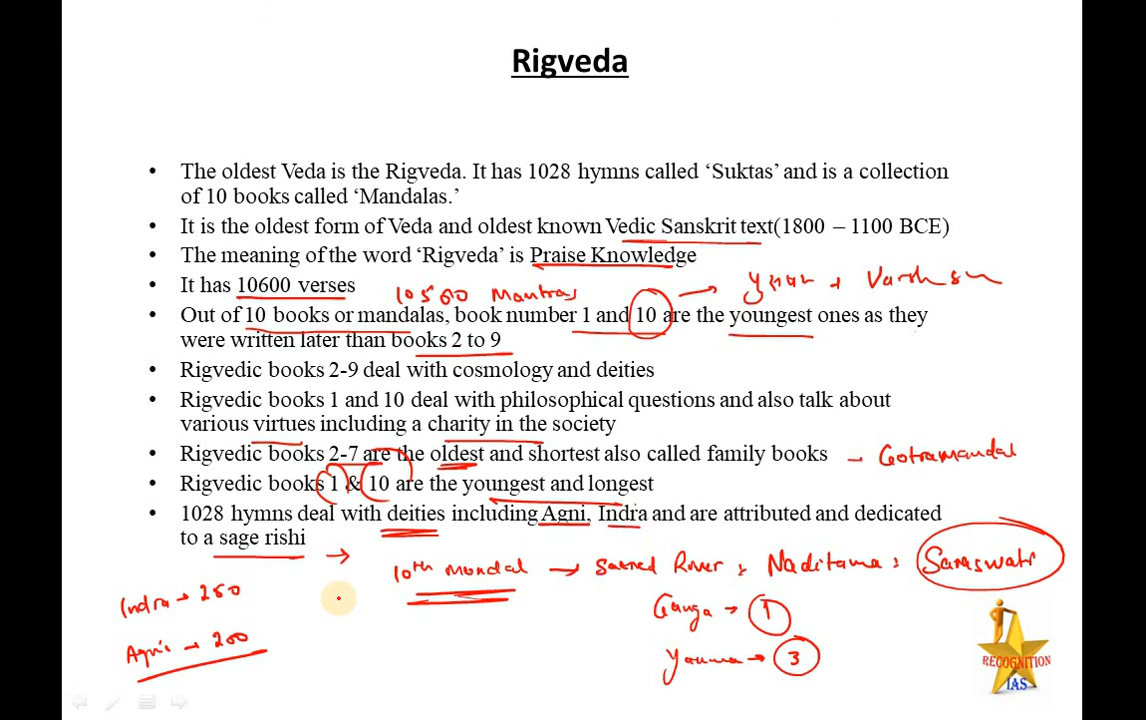 Rigveda
• The oldest Veda is the Rigveda. It has 1028 hymns called ‘Suktas’ and is a collection
of 10 books called ‘Mandalas.’
• It is the oldest form of Veda and oldest known Vedic Sanskrit text(1800 – 1100 BCE)
• The meaning of the word ‘Rigveda’ is Praise Knowledge
• It has 10600 verses
10560 Mantras → + Varshan
• Out of 10 books or mandalas, book number 1 and 10 are the youngest ones as they
were written later than books 2 to 9
• Rigvedic books 2-9 deal with cosmology and deities
• Rigvedic books 1 and 10 deal with philosophical questions and also talk about
various virtues including a charity in the society
• Rigvedic books 2-7 are the oldest and shortest also called family books – Gotramandal
• Rigvedic books 1 & 10 are the youngest and longest
• 1028 hymns deal with deities including Agni, Indra and are attributed and dedicated
to a sage rishi →
10th Mandal → Sacred River : Naditama : Saraswati
Indra → 250
Ganga → 1
Agni → 200
Yamuna → 3
RECOGNITION
IAS